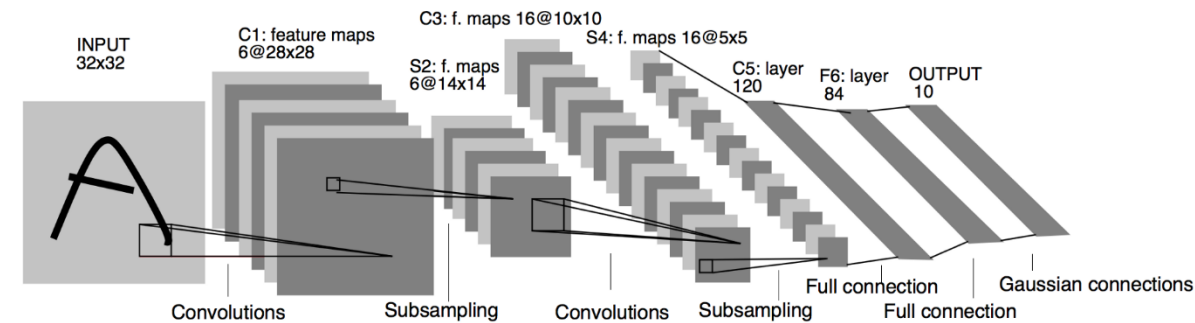 INPUT
32x32
C1: feature maps
6@28x28
S2: f. maps
6@14x14
C3: f. maps 16@10x10
S4: f. maps 16@5x5
C5: layer
120
F6: layer
84
OUTPUT
10
Convolutions
Subsampling
Convolutions
Subsampling
Full connection
Full connection
Gaussian connections